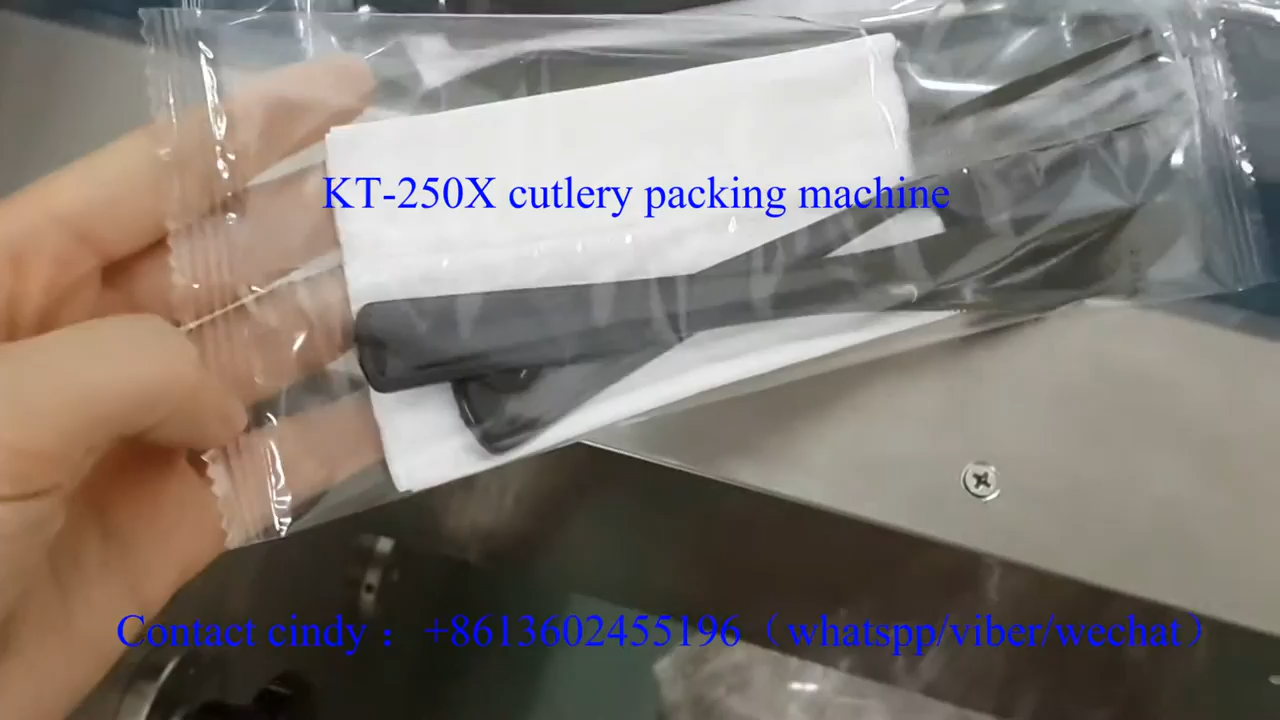 KT-250X cutlery packing machine
Contact cindy ：+8613602455196（whatspp/viber/wechat）